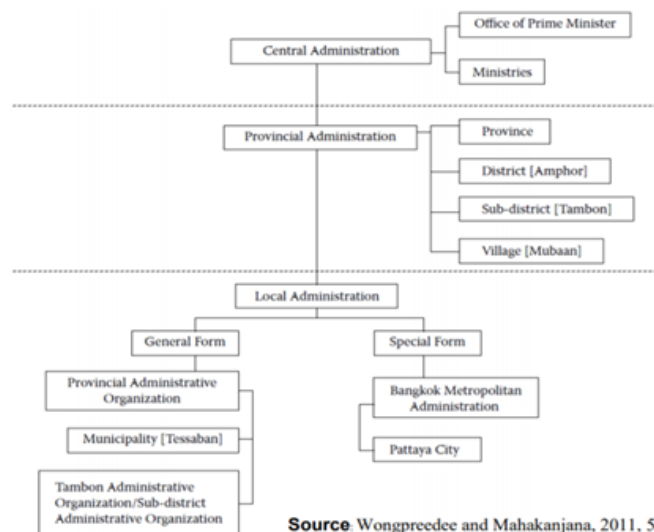 Office of Prime Minister
Central Administration
Ministries
Provincial Administration
Province
District [Amphor]
Sub-district [Tambon]
Village [Mubaan]
Local Administration
General Form
Special Form
Provincial Administrative
Organization
Bangkok Metropolitan
Administration
Municipality [Tessaban]
Pattaya City
Tambon Administrative
Organization/Sub-district
Administrative Organization
Source: Wongpreedee and Mahakanjana, 2011, 5